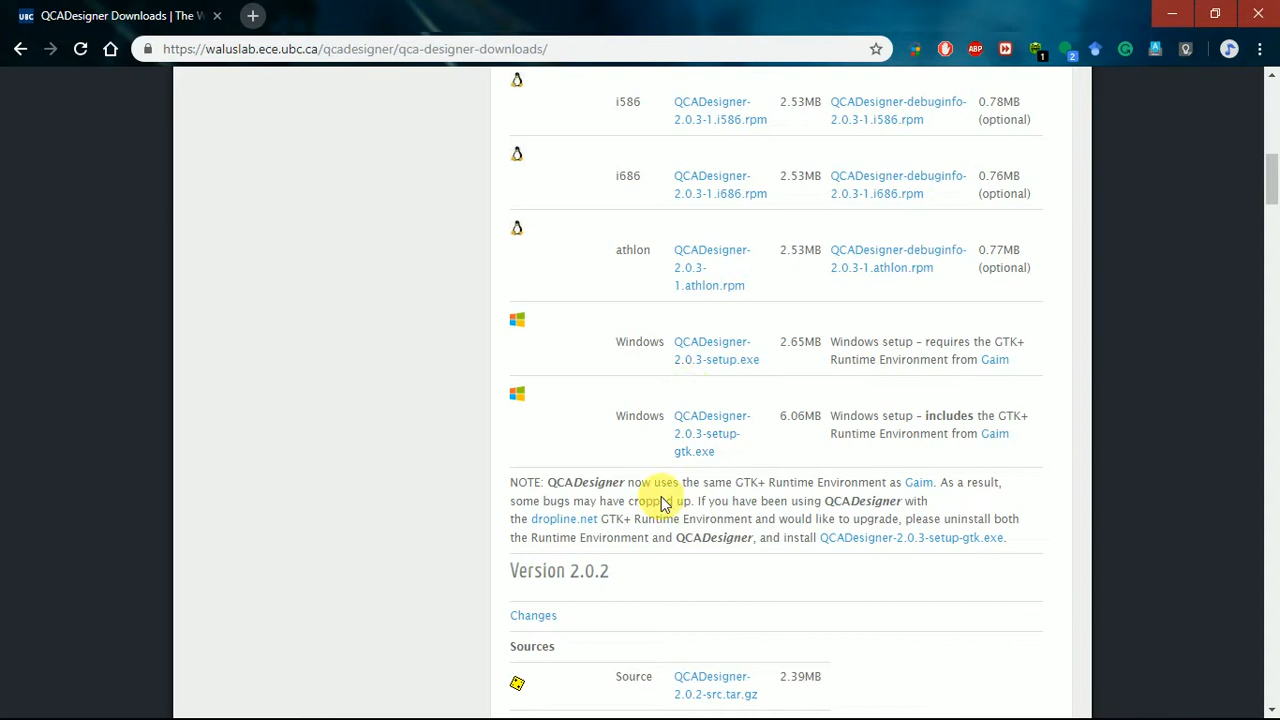 UBC QCADesigner Downloads | The W
https://waluslab.ece.ubc.ca/qcadesigner/qca-designer-downloads/
ABP
1
2
i586 QCADesigner- 2.53MB QCADesigner-debuginfo- 0.78MB
2.0.3-1.i586.rpm 2.0.3-1.i586.rpm (optional)
i686 QCADesigner- 2.53MB QCADesigner-debuginfo- 0.76MB
2.0.3-1.i686.rpm 2.0.3-1.i686.rpm (optional)
athlon QCADesigner- 2.53MB QCADesigner-debuginfo- 0.77MB
2.0.3- 2.0.3-1.athlon.rpm (optional)
1.athlon.rpm
Windows QCADesigner- 2.65MB Windows setup – requires the GTK+
2.0.3-setup.exe Runtime Environment from Gaim
Windows QCADesigner- 6.06MB Windows setup – includes the GTK+
2.0.3-setup- Runtime Environment from Gaim
gtk.exe
NOTE: QCADesigner now uses the same GTK+ Runtime Environment as Gaim. As a result,
some bugs may have cropped up. If you have been using QCADesigner with
the dropline.net GTK+ Runtime Environment and would like to upgrade, please uninstall both
the Runtime Environment and QCADesigner, and install QCADesigner-2.0.3-setup-gtk.exe.
Version 2.0.2
Changes
Sources
Source QCADesigner- 2.39MB
2.0.2-src.tar.gz